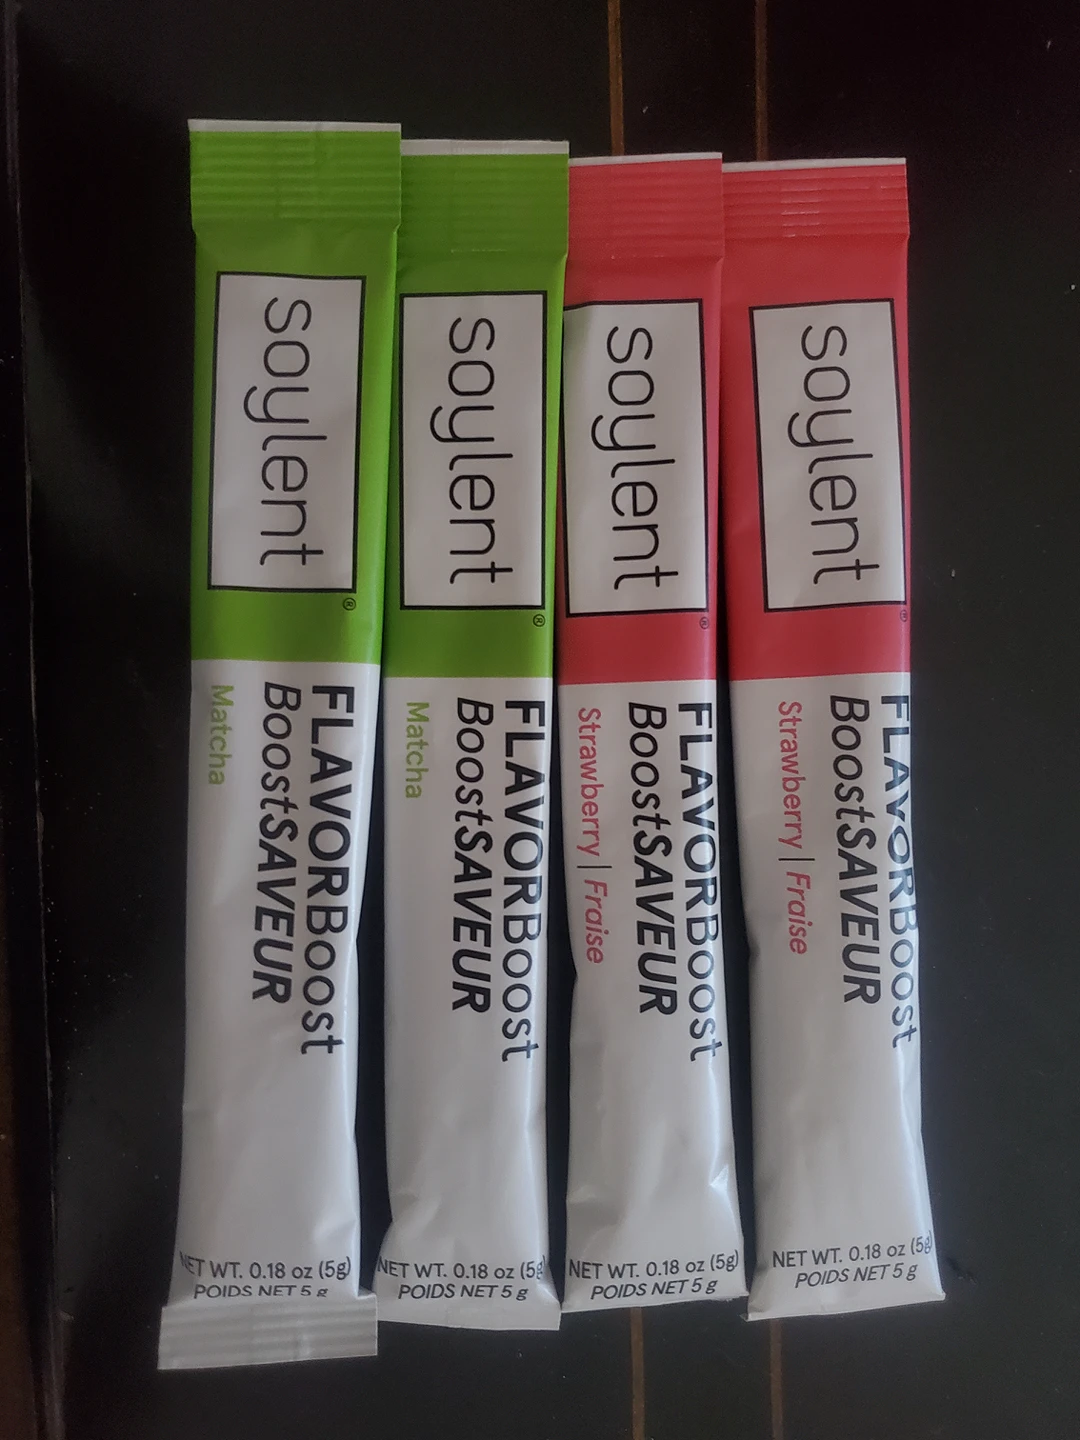 soylent®
FLAVORBoost
BoostSAVEUR
Matcha
NET WT. 0.18 oz (5g)
POIDS NET 5 g
soylent®
FLAVORBoost
BoostSAVEUR
Matcha
NET WT. 0.18 oz (5g)
POIDS NET 5 g
soylent®
FLAVORBoost
BoostSAVEUR
Strawberry | Fraise
NET WT. 0.18 oz (5g)
POIDS NET 5 g
soylent®
FLAVORBoost
BoostSAVEUR
Strawberry | Fraise
NET WT. 0.18 oz (5g)
POIDS NET 5 g